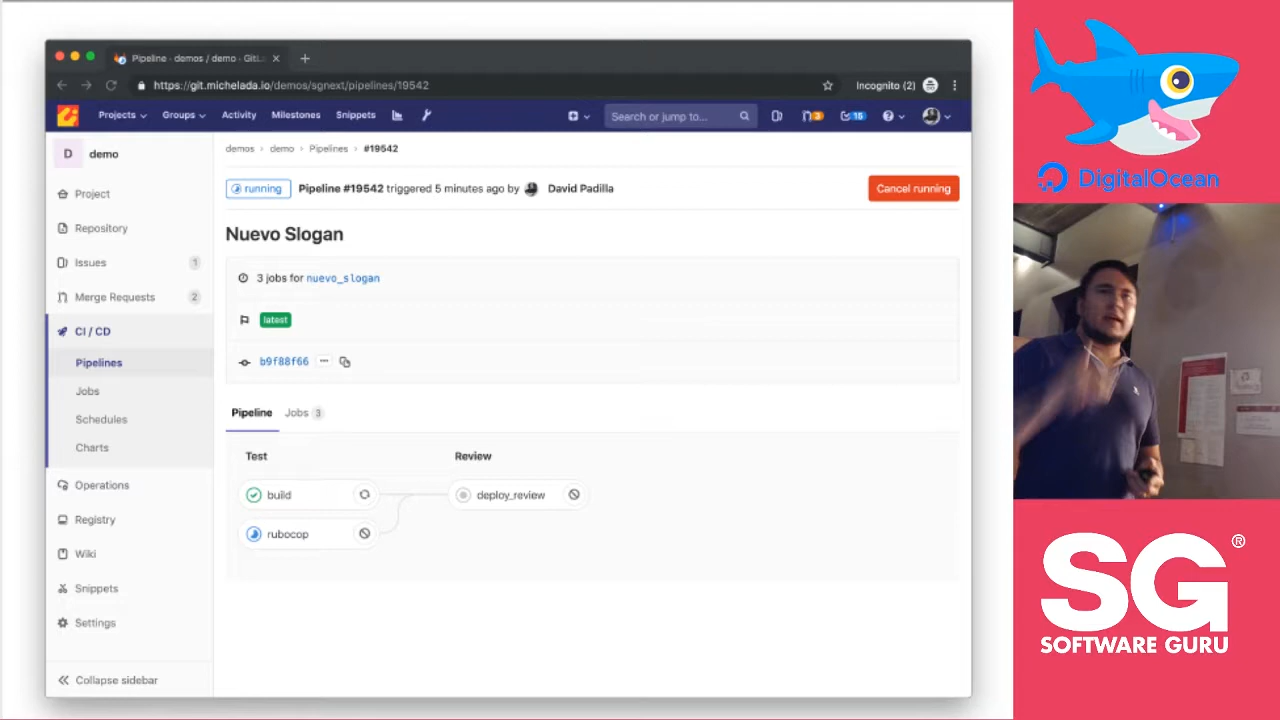 Pipeline · demos / demo · GitL
https://git.michelada.io/demos/sgnext/pipelines/19542
Incognito (2)
Projects
Groups
Activity
Milestones
Snippets
Search or jump to...
3
15
D
demo
demos › demo › Pipelines › #19542
running
Pipeline #19542 triggered 5 minutes ago by David Padilla
Cancel running
Project
Repository
Issues 1
Merge Requests 2
CI / CD
Pipelines
Jobs
Schedules
Charts
Operations
Registry
Wiki
Snippets
Settings
Collapse sidebar
Nuevo Slogan
3 jobs for nuevo_slogan
latest
b9f88f66
Pipeline Jobs 3
Test
Review
build
deploy_review
rubocop
DigitalOcean
SG®
SOFTWARE GURU